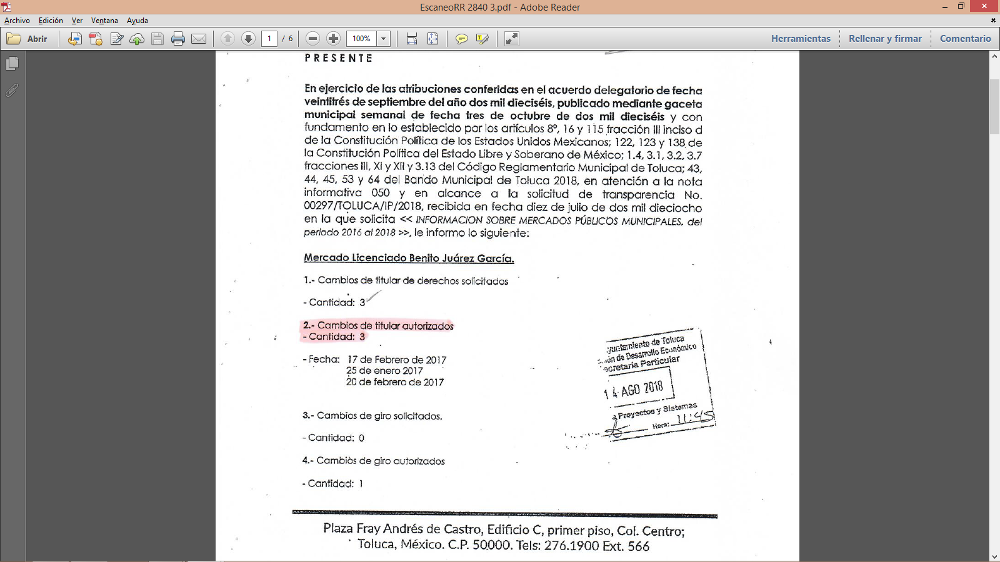 EscaneoRR 2840 3.pdf - Adobe Reader
Archivo Edición Ver Ventana Ayuda
Abrir 1 / 6 100% Herramientas Rellenar y firmar Comentario
PRESENTE
En ejercicio de las atribuciones conferidas en el acuerdo delegatorio de fecha
veintitrés de septiembre del año dos mil dieciséis, publicado mediante gaceta
municipal semanal de fecha tres de octubre de dos mil dieciséis y con
fundamento en lo establecido por los artículos 8º, 16 y 115 fracción III inciso d
de la Constitución Política de los Estados Unidos Mexicanos; 122, 123 y 138 de
la Constitución Política del Estado Libre y Soberano de México; 1.4, 3.1, 3.2, 3.7
fracciones III, XI y XII y 3.13 del Código Reglamentario Municipal de Toluca; 43,
44, 45, 53 y 64 del Bando Municipal de Toluca 2018, en atención a la nota
informativa 050 y en alcance a la solicitud de transparencia No.
00297/TOLUCA/IP/2018, recibida en fecha diez de julio de dos mil dieciocho
en la que solicita << INFORMACION SOBRE MERCADOS PÚBLICOS MUNICIPALES, del
periodo 2016 al 2018 >>, le informo lo siguiente:
Mercado Licenciado Benito Juárez García.
1.- Cambios de titular de derechos solicitados
- Cantidad: 3
2.- Cambios de titular autorizados
- Cantidad: 3
- Fecha: 17 de Febrero de 2017
25 de enero 2017
20 de febrero de 2017
yuntamiento de Toluca
ón de Desarrollo Económico
ecretaría Particular
14 AGO 2018
Proyectos y Sistemas
Hora: 11:45
3.- Cambios de giro solicitados.
- Cantidad: 0
4.- Cambios de giro autorizados
- Cantidad: 1
Plaza Fray Andrés de Castro, Edificio C, primer piso, Col. Centro;
Toluca, México. C.P. 50000. Tels: 276.1900 Ext. 566